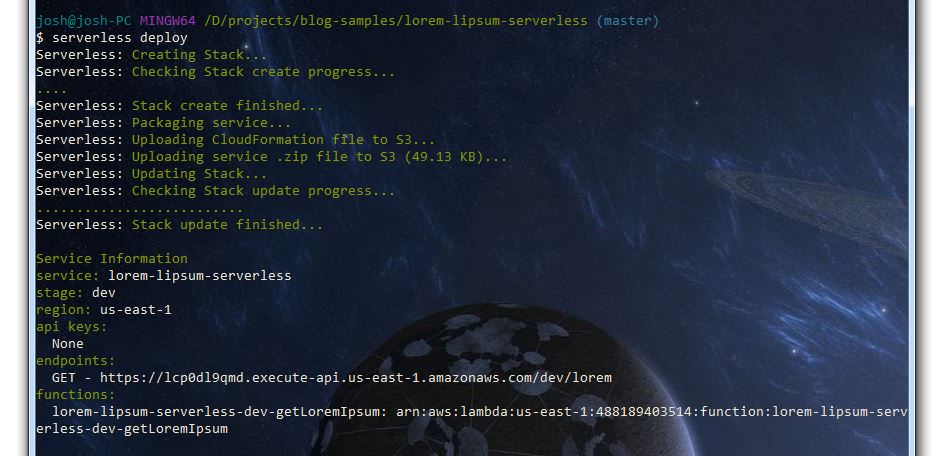 josh@josh-PC MINGW64 /D/projects/blog-samples/lorem-lipsum-serverless (master)
$ serverless deploy
Serverless: Creating Stack...
Serverless: Checking Stack create progress...
....
Serverless: Stack create finished...
Serverless: Packaging service...
Serverless: Uploading CloudFormation file to S3...
Serverless: Uploading service .zip file to S3 (49.13 KB)...
Serverless: Updating Stack...
Serverless: Checking Stack update progress...
..........................
Serverless: Stack update finished...

Service Information
service: lorem-lipsum-serverless
stage: dev
region: us-east-1
api keys:
  None
endpoints:
  GET - https://lcp0dl9qmd.execute-api.us-east-1.amazonaws.com/dev/lorem
functions:
  lorem-lipsum-serverless-dev-getLoremIpsum: arn:aws:lambda:us-east-1:488189403514:function:lorem-lipsum-serv
erless-dev-getLoremIpsum